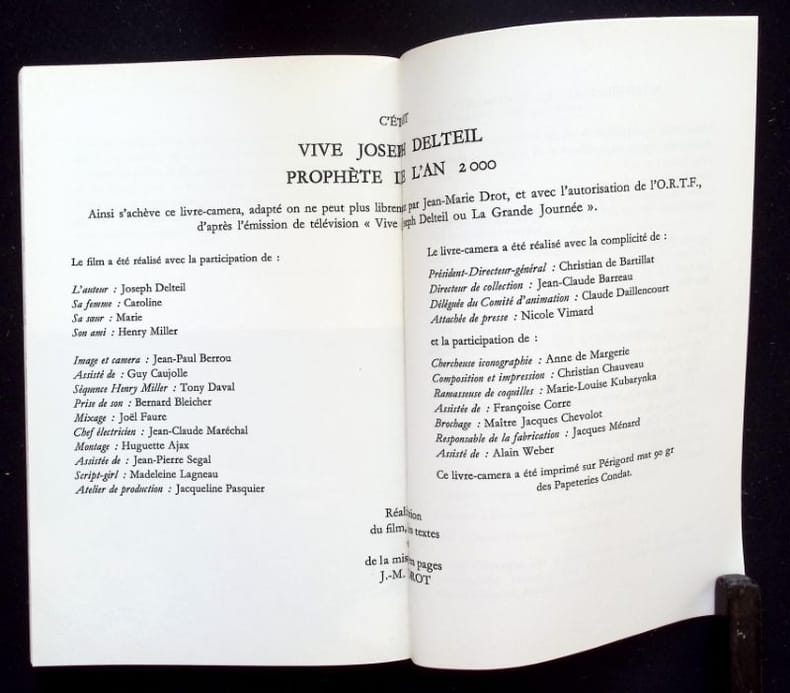 C'ÉTAIT
VIVE JOSEPH DELTEIL
PROPHÈTE DE L'AN 2000
Ainsi s'achève ce livre-camera, adapté on ne peut plus librement par Jean-Marie Drot, et avec l'autorisation de l'O.R.T.F.,
d'après l'émission de télévision « Vive Joseph Delteil ou La Grande Journée ».
Le film a été réalisé avec la participation de :
L'auteur : Joseph Delteil
Sa femme : Caroline
Sa sœur : Marie
Son ami : Henry Miller
Image et camera : Jean-Paul Berrou
Assisté de : Guy Caujolle
Séquence Henry Miller : Tony Daval
Prise de son : Bernard Bleicher
Mixage : Joël Faure
Chef électricien : Jean-Claude Maréchal
Montage : Huguette Ajax
Assistée de : Jean-Pierre Segal
Script-girl : Madeleine Lagneau
Atelier de production : Jacqueline Pasquier
Le livre-camera a été réalisé avec la complicité de :
Président-Directeur-général : Christian de Bartillat
Directeur de collection : Jean-Claude Barreau
Déléguée du Comité d'animation : Claude Daillencourt
Attachée de presse : Nicole Vimard
et la participation de :
Chercheuse iconographie : Anne de Margerie
Composition et impression : Christian Chauveau
Ramasseuse de coquilles : Marie-Louise Kubarynka
Assistée de : Françoise Corre
Brochage : Maître Jacques Chevolot
Responsable de la fabrication : Jacques Ménard
Assisté de : Alain Weber
Ce livre-camera a été imprimé sur Périgord mat 90 gr
des Papeteries Condat.
Réalisation
du film, des textes
de la mise en pages
J.-M. DROT